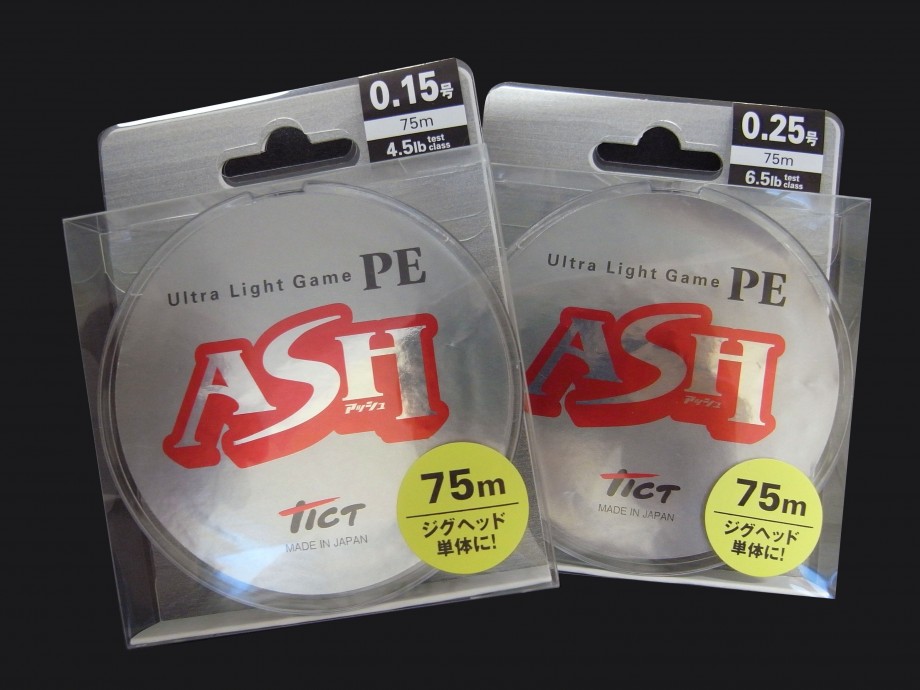 0.15号
75m
4.5lb test class
Ultra Light Game PE
ASH
アッシュ
TICT
MADE IN JAPAN
75m
ジグヘッド
単体に!
0.25号
75m
6.5lb test class
Ultra Light Game PE
ASH
アッシュ
TICT
MADE IN JAPAN
75m
ジグヘッド
単体に!